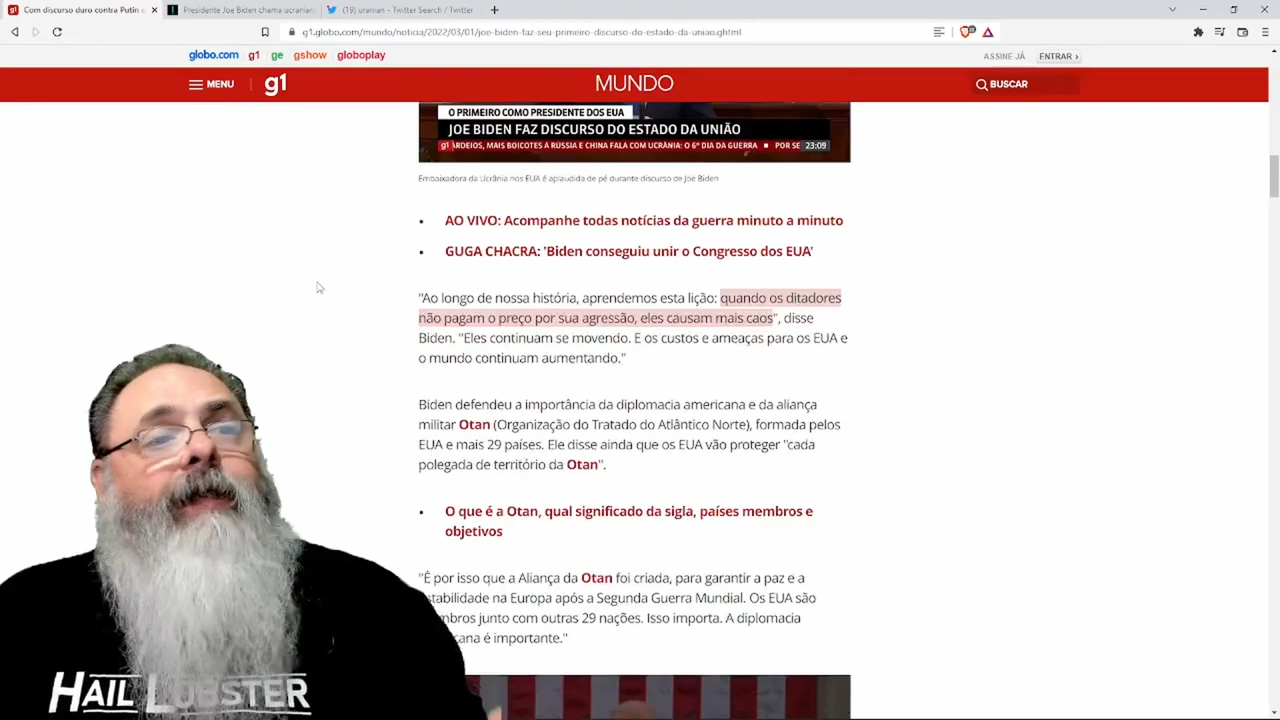 Com discurso duro contra Putin e
Presidente Joe Biden chama ucranian
(19) uranian - Twitter Search / Twitter
g1.globo.com/mundo/noticia/2022/03/01/joe-biden-faz-seu-primeiro-discurso-do-estado-da-uniao.ghtml
globo.com g1 ge gshow globoplay
ASSINE JÁ ENTRAR ›
MENU g1 MUNDO BUSCAR
O PRIMEIRO COMO PRESIDENTE DOS EUA
JOE BIDEN FAZ DISCURSO DO ESTADO DA UNIÃO
g1 ARDEIOS, MAIS BOICOTES A RÚSSIA E CHINA FALA COM UCRÂNIA: O 6º DIA DA GUERRA ■ POR SE 23:09
Embaixadora da Ucrânia nos EUA é aplaudida de pé durante discurso de Joe Biden
• AO VIVO: Acompanhe todas notícias da guerra minuto a minuto
• GUGA CHACRA: 'Biden conseguiu unir o Congresso dos EUA'
"Ao longo de nossa história, aprendemos esta lição: quando os ditadores
não pagam o preço por sua agressão, eles causam mais caos", disse
Biden. "Eles continuam se movendo. E os custos e ameaças para os EUA e
o mundo continuam aumentando."
Biden defendeu a importância da diplomacia americana e da aliança
militar Otan (Organização do Tratado do Atlântico Norte), formada pelos
EUA e mais 29 países. Ele disse ainda que os EUA vão proteger "cada
polegada de território da Otan".
• O que é a Otan, qual significado da sigla, países membros e
objetivos
"É por isso que a Aliança da Otan foi criada, para garantir a paz e a
stabilidade na Europa após a Segunda Guerra Mundial. Os EUA são
mbros junto com outras 29 nações. Isso importa. A diplomacia
cana é importante."
HAIL LOBSTER